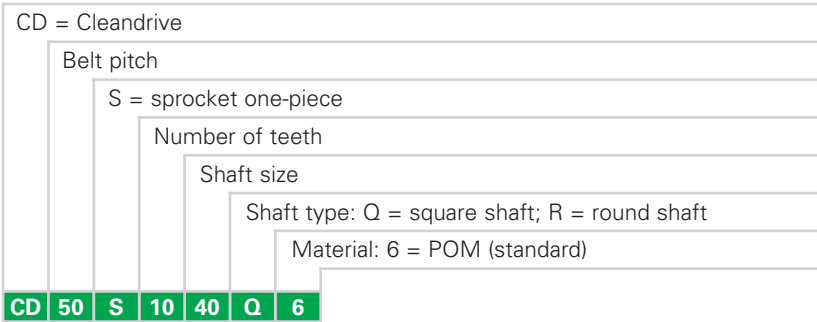 CD = Cleandrive
Belt pitch
S = sprocket one-piece
Number of teeth
Shaft size
Shaft type: Q = square shaft; R = round shaft
Material: 6 = POM (standard)
CD 50 S 10 40 Q 6